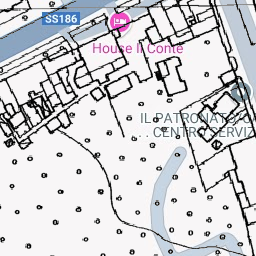 SS186
House Il Conte
IL PATRONATO
. . CENTRO SERVIZ